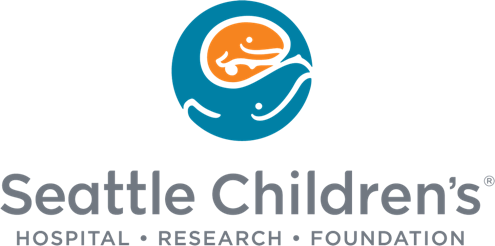 Seattle Children's®
HOSPITAL • RESEARCH • FOUNDATION